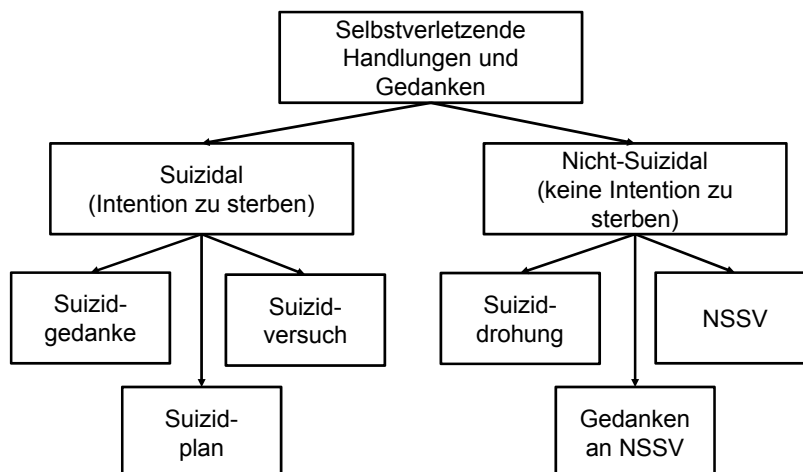 Selbstverletzende
Handlungen und
Gedanken
Suizidal
(Intention zu sterben)
Nicht-Suizidal
(keine Intention zu
sterben)
Suizid-
gedanke
Suizid-
versuch
Suizid-
drohung
NSSV
Suizid-
plan
Gedanken
an NSSV